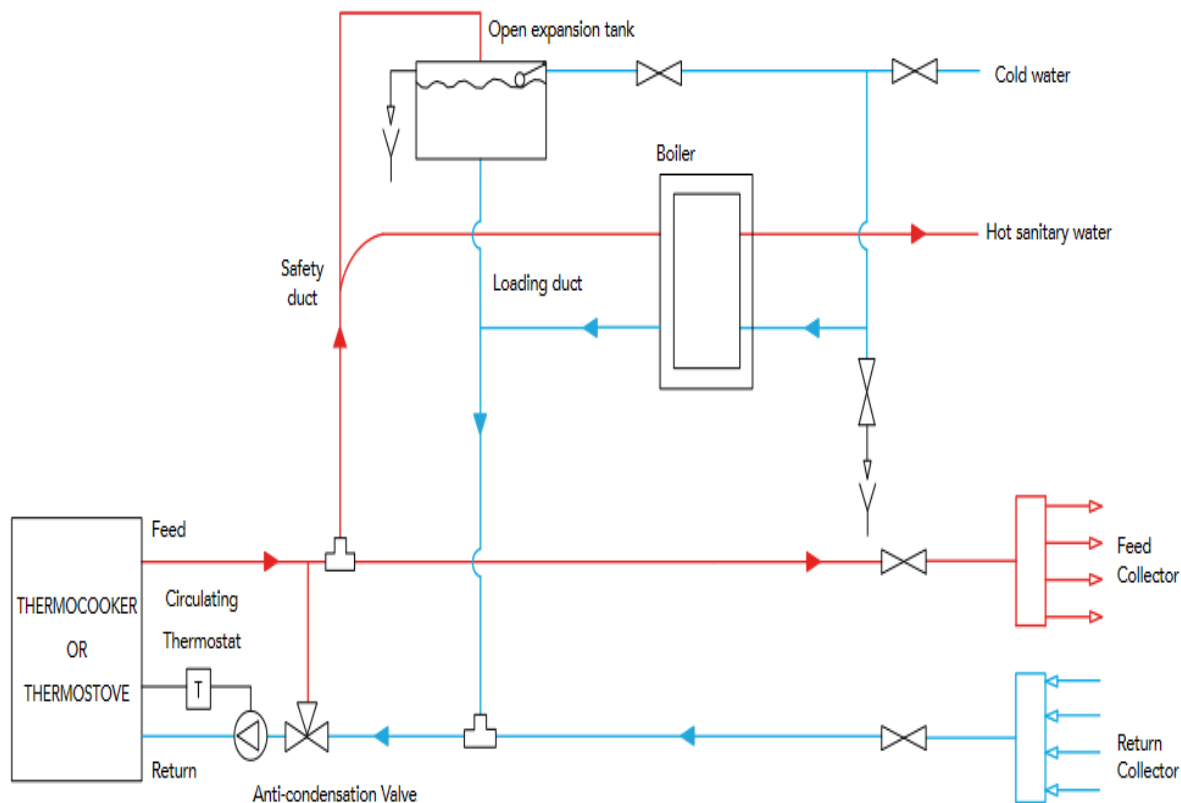 Open expansion tank
Cold water
Boiler
Hot sanitary water
Safety
duct
Loading duct
Feed
Feed
Collector
THERMOCOOKER
OR
THERMOSTOVE
Circulating
Thermostat
T
Return
Anti-condensation Valve
Return
Collector